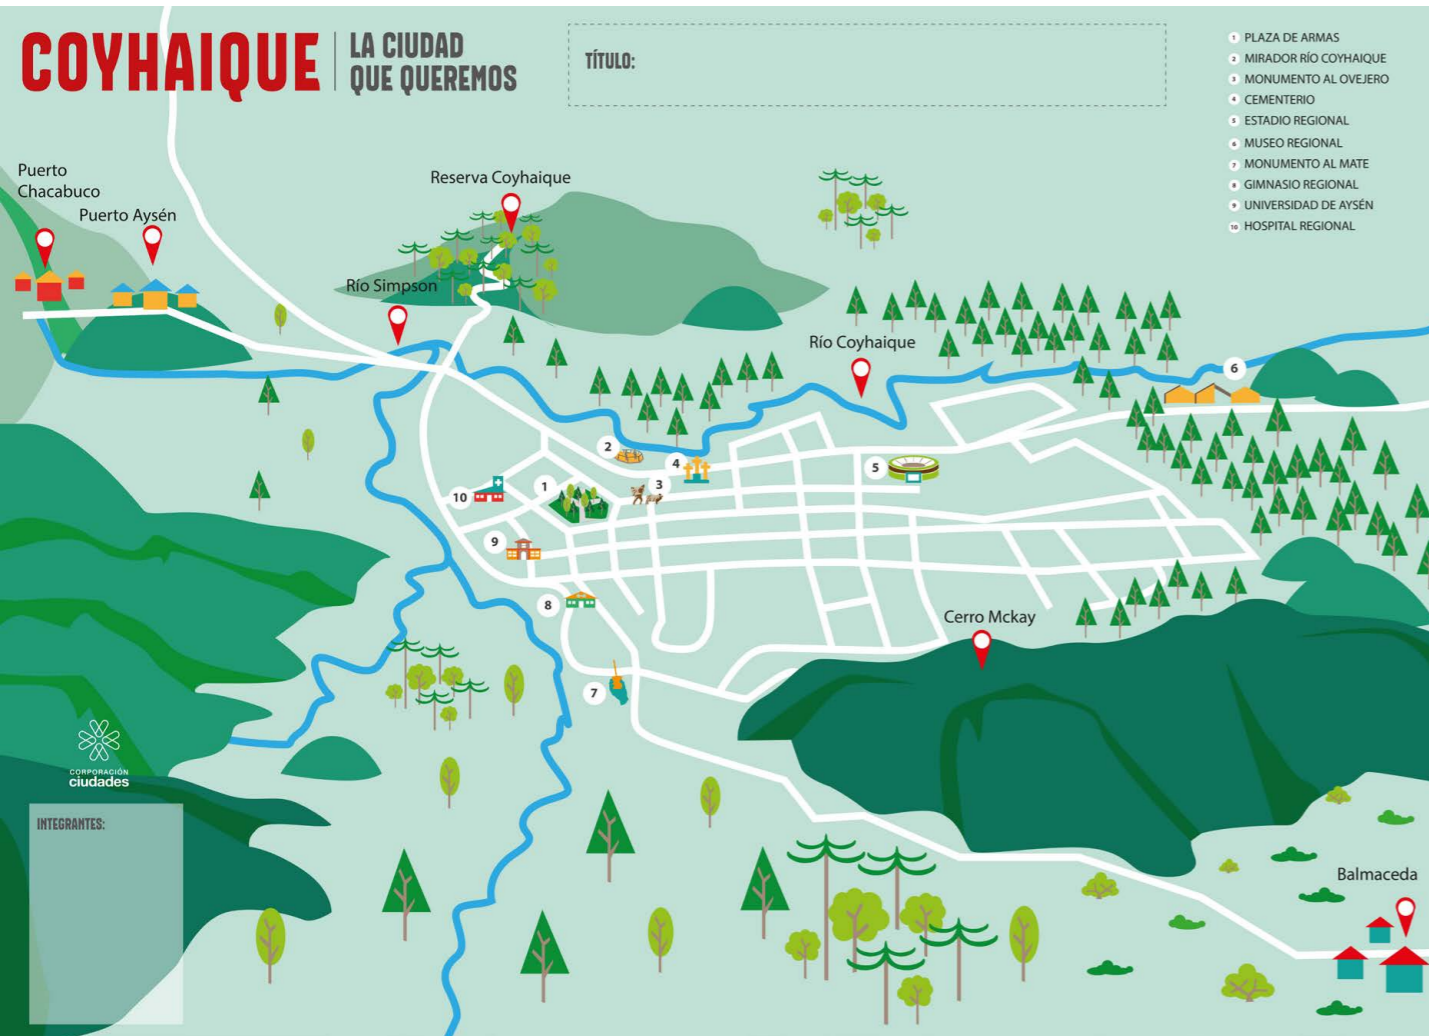 COYHAIQUE
LA CIUDAD
QUE QUEREMOS
TÍTULO:
1 PLAZA DE ARMAS
2 MIRADOR RÍO COYHAIQUE
3 MONUMENTO AL OVEJERO
4 CEMENTERIO
5 ESTADIO REGIONAL
6 MUSEO REGIONAL
7 MONUMENTO AL MATE
8 GIMNASIO REGIONAL
9 UNIVERSIDAD DE AYSÉN
10 HOSPITAL REGIONAL
Puerto
Chacabuco
Puerto Aysén
Reserva Coyhaique
Río Simpson
Río Coyhaique
6
2
4
5
3
1
10
9
8
7
Cerro Mckay
CORPORACIÓN
ciudades
INTEGRANTES:
Balmaceda